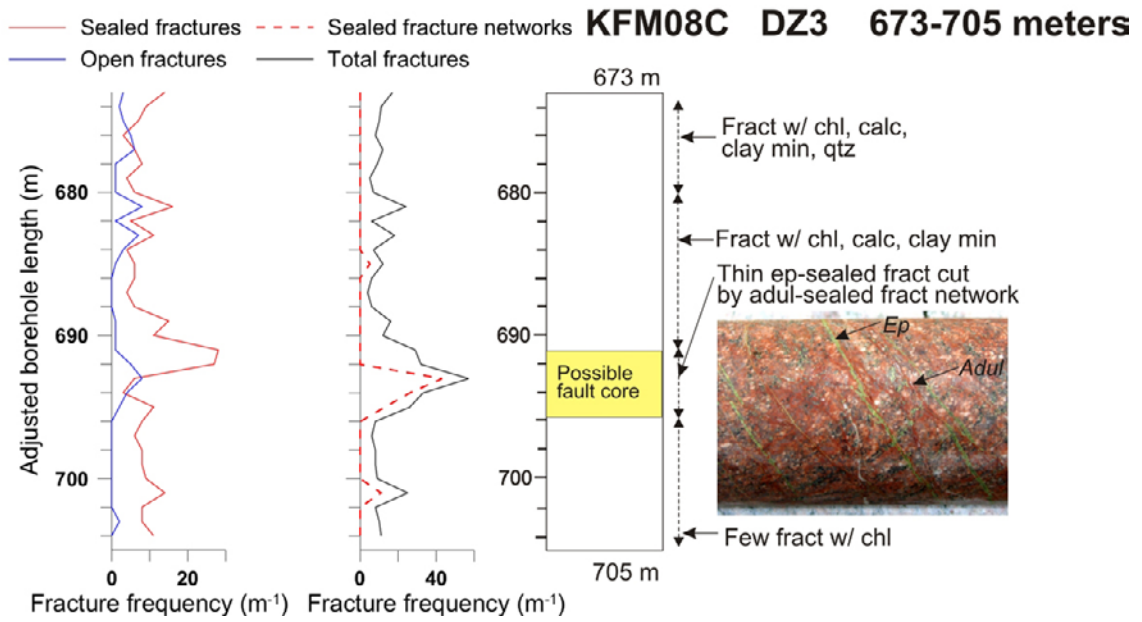 Sealed fractures
Sealed fracture networks
KFM08C DZ3 673-705 meters
Open fractures
Total fractures
673 m
Fract w/ chl, calc,
clay min, qtz
680
680
Fract w/ chl, calc, clay min
Thin ep-sealed fract cut
by adul-sealed fract network
Adjusted borehole length (m)
690
690
Ep
Adul
Possible
fault core
700
700
Few fract w/ chl
705 m
0 20
0 40
Fracture frequency (m-1)
Fracture frequency (m-1)